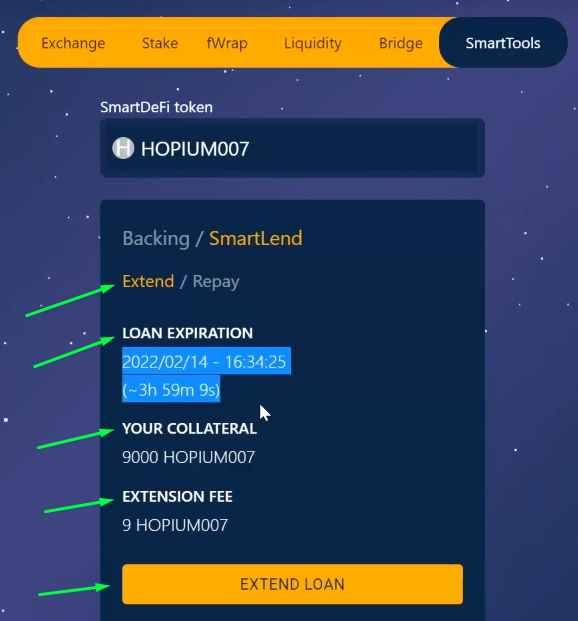 Exchange Stake fWrap Liquidity Bridge SmartTools
SmartDeFi token
H HOPIUM007
Backing / SmartLend
Extend / Repay
LOAN EXPIRATION
2022/02/14 - 16:34:25
(~3h 59m 9s)
YOUR COLLATERAL
9000 HOPIUM007
EXTENSION FEE
9 HOPIUM007
EXTEND LOAN